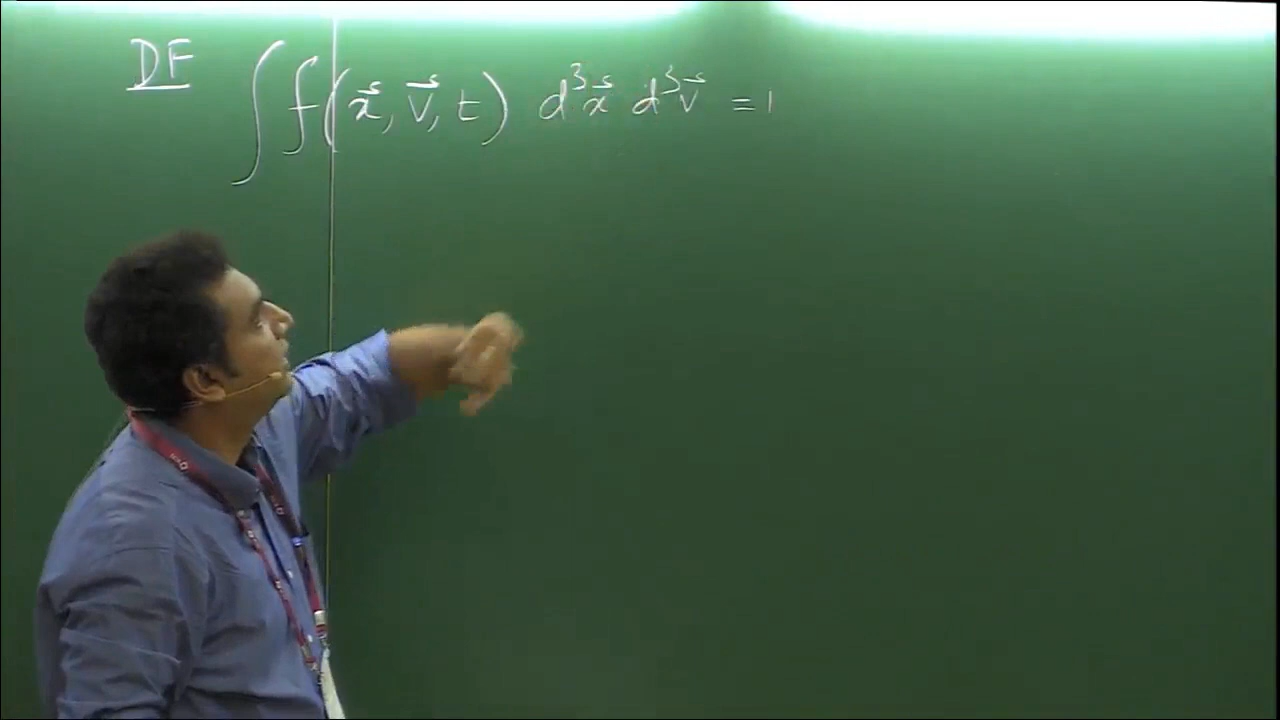 DF ∫ f(x⃗, v⃗, t) d³x⃗ d³v⃗ = 1